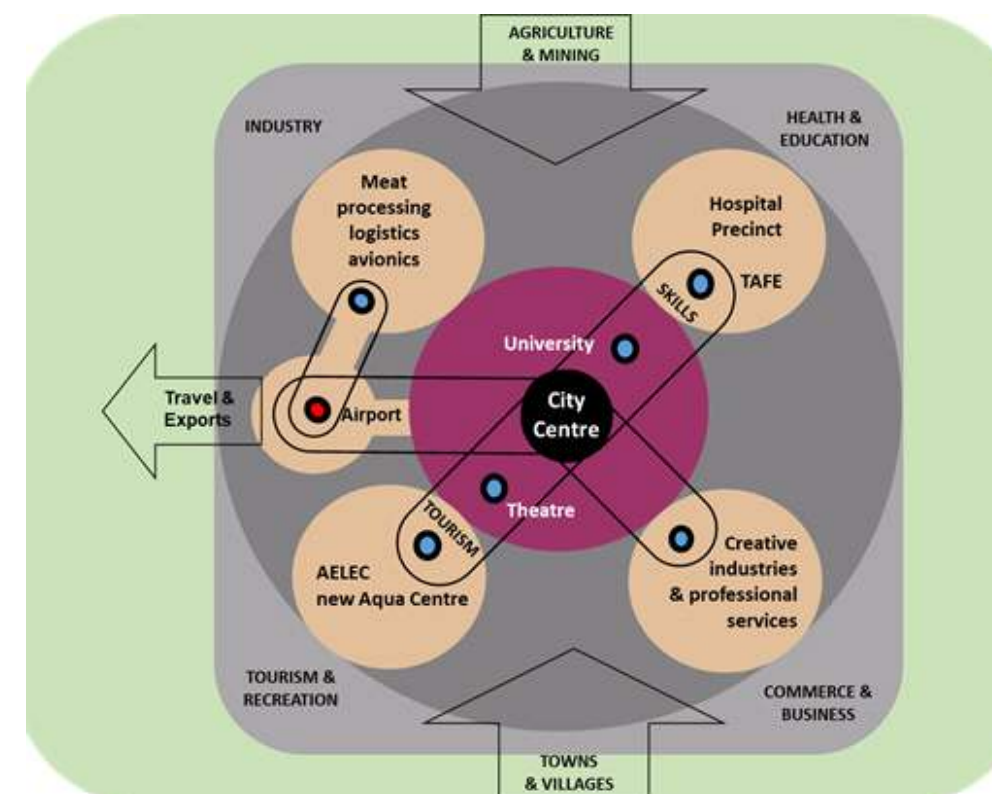 AGRICULTURE
& MINING
INDUSTRY
HEALTH &
EDUCATION
Meat
processing
logistics
avionics
Hospital
Precinct
TAFE
SKILLS
University
City
Centre
Travel &
Exports
Airport
Theatre
TOURISM
AELEC
new Aqua Centre
Creative
industries
& professional
services
TOURISM &
RECREATION
COMMERCE &
BUSINESS
TOWNS
& VILLAGES